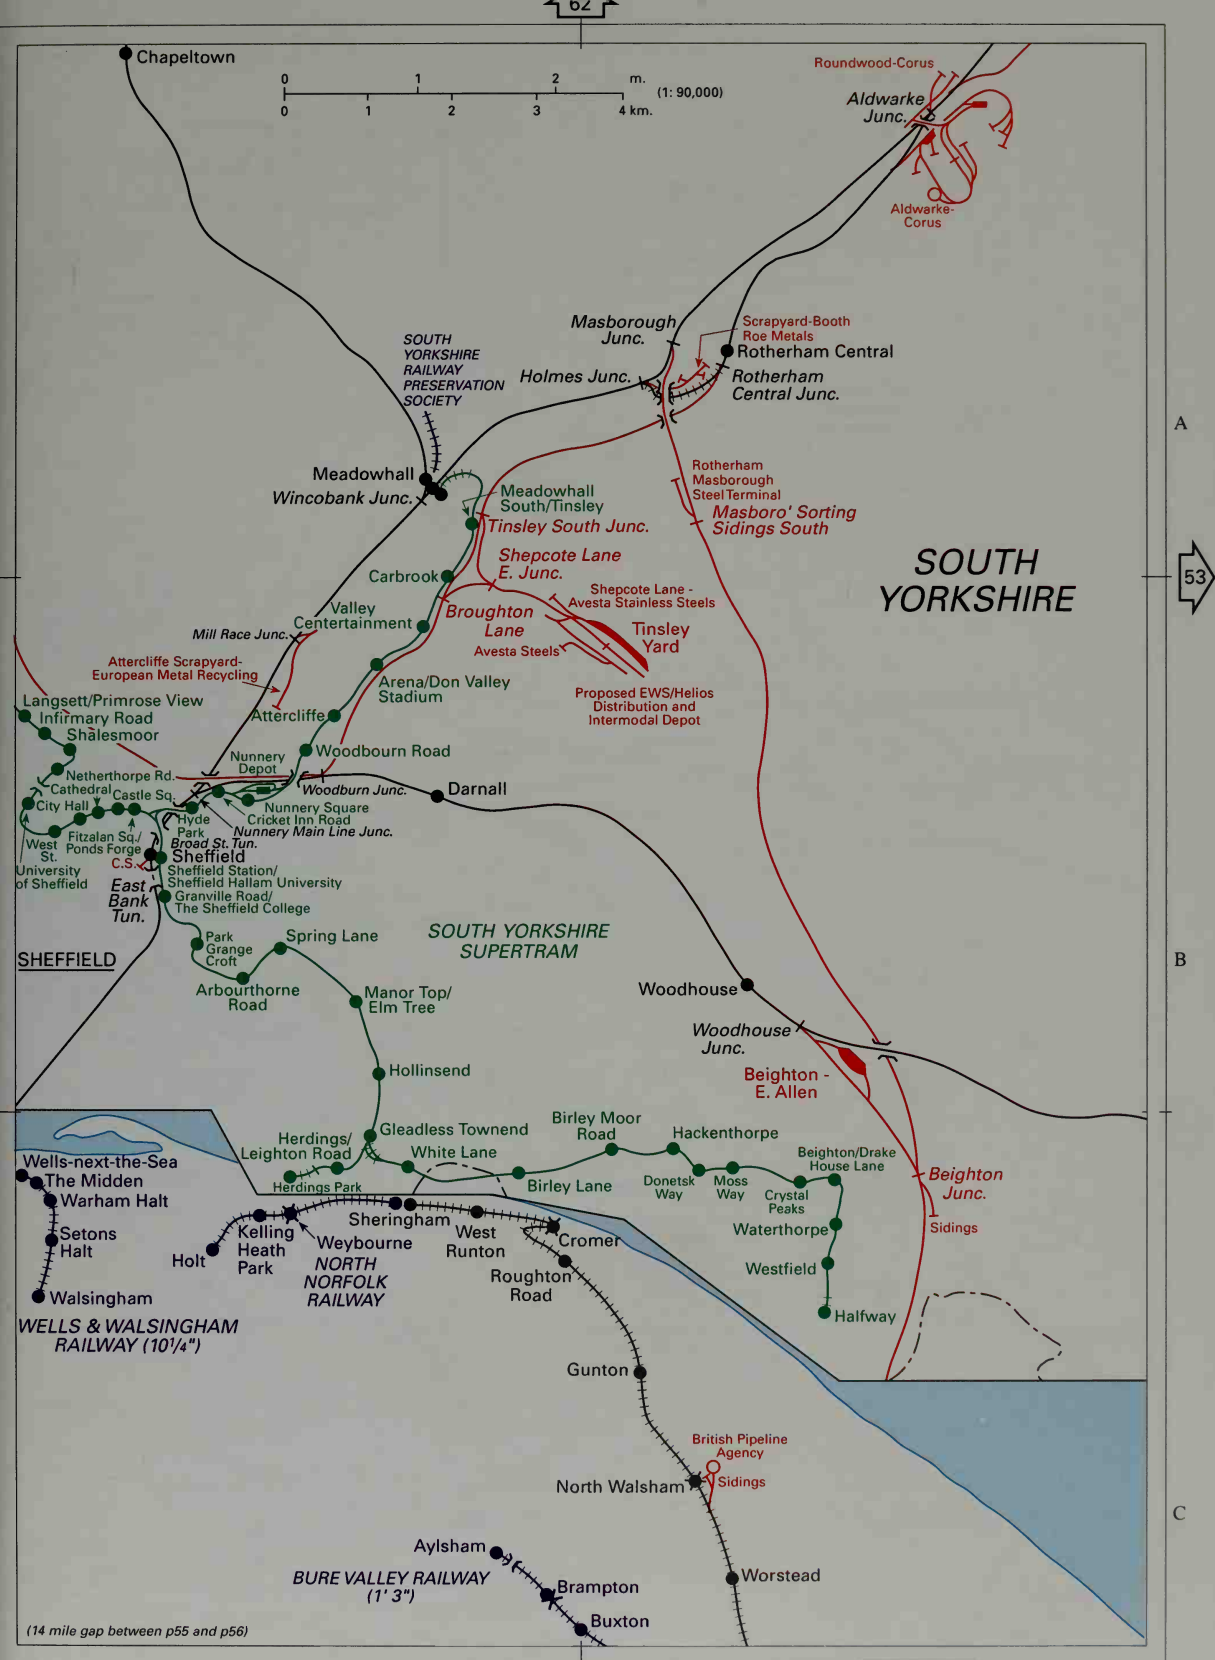 62
Chapeltown
0 1 2 m.
(1: 90,000)
0 1 2 3 4 km.
Roundwood-Corus
Aldwarke
Junc.
Aldwarke-
Corus
Masborough
Junc.
Scrapyard-Booth
Roe Metals
Rotherham Central
Holmes Junc.
Rotherham
Central Junc.
SOUTH
YORKSHIRE
RAILWAY
PRESERVATION
SOCIETY
A
Meadowhall
Wincobank Junc.
Meadowhall
South/Tinsley
Tinsley South Junc.
Rotherham
Masborough
Steel Terminal
Masboro' Sorting
Sidings South
Shepcote Lane
E. Junc.
SOUTH
YORKSHIRE
53
Carbrook
Shepcote Lane -
Avesta Stainless Steels
Valley
Centertainment
Broughton
Lane
Tinsley
Yard
Mill Race Junc.
Avesta Steels
Attercliffe Scrapyard-
European Metal Recycling
Arena/Don Valley
Stadium
Proposed EWS/Helios
Distribution and
Intermodal Depot
Langsett/Primrose View
Infirmary Road
Shalesmoor
Attercliffe
Woodbourn Road
Nunnery
Depot
Netherthorpe Rd.
Cathedral
Castle Sq.
City Hall
Woodburn Junc.
Darnall
Nunnery Square
Cricket Inn Road
Hyde
Park
Nunnery Main Line Junc.
Broad St. Tun.
Fitzalan Sq./
Ponds Forge
West
St.
University
of Sheffield
C.S.
Sheffield
Sheffield Station/
Sheffield Hallam University
Granville Road/
The Sheffield College
East
Bank
Tun.
SHEFFIELD
Park
Grange
Croft
Spring Lane
SOUTH YORKSHIRE
SUPERTRAM
B
Arbourthorne
Road
Manor Top/
Elm Tree
Woodhouse
Woodhouse
Junc.
Hollinsend
Beighton -
E. Allen
Gleadless Townend
Herdings/
Leighton Road
White Lane
Herdings Park
Birley Moor
Road
Hackenthorpe
Birley Lane
Donetsk
Way
Moss
Way
Crystal
Peaks
Beighton/Drake
House Lane
Beighton
Junc.
Sidings
Waterthorpe
Westfield
Halfway
Wells-next-the-Sea
The Midden
Warham Halt
Setons
Halt
Walsingham
WELLS & WALSINGHAM
RAILWAY (10¼")
Holt
Kelling
Heath
Park
Weybourne
NORTH
NORFOLK
RAILWAY
Sheringham
West
Runton
Cromer
Roughton
Road
Gunton
British Pipeline
Agency
North Walsham
Sidings
C
Aylsham
BURE VALLEY RAILWAY
(1' 3")
Brampton
Worstead
Buxton
(14 mile gap between p55 and p56)